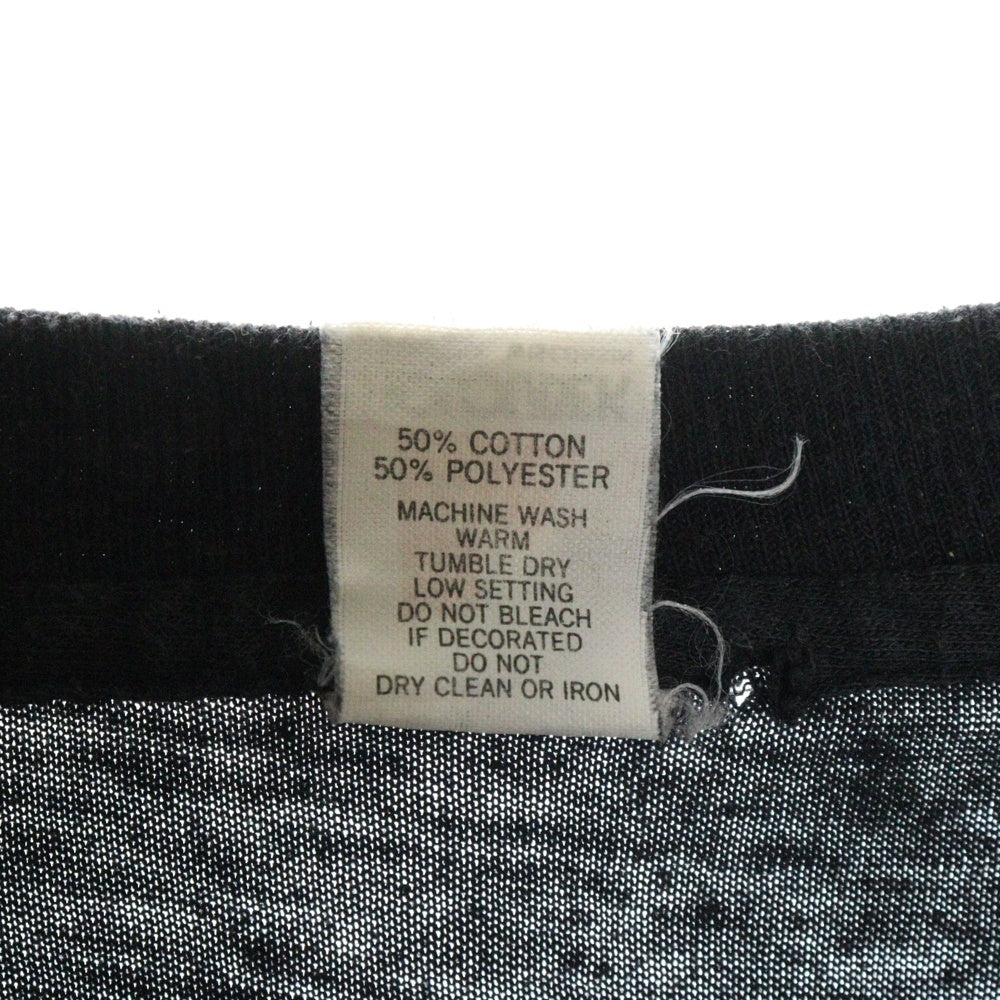 50% COTTON
50% POLYESTER
MACHINE WASH
WARM
TUMBLE DRY
LOW SETTING
DO NOT BLEACH
IF DECORATED
DO NOT
DRY CLEAN OR IRON